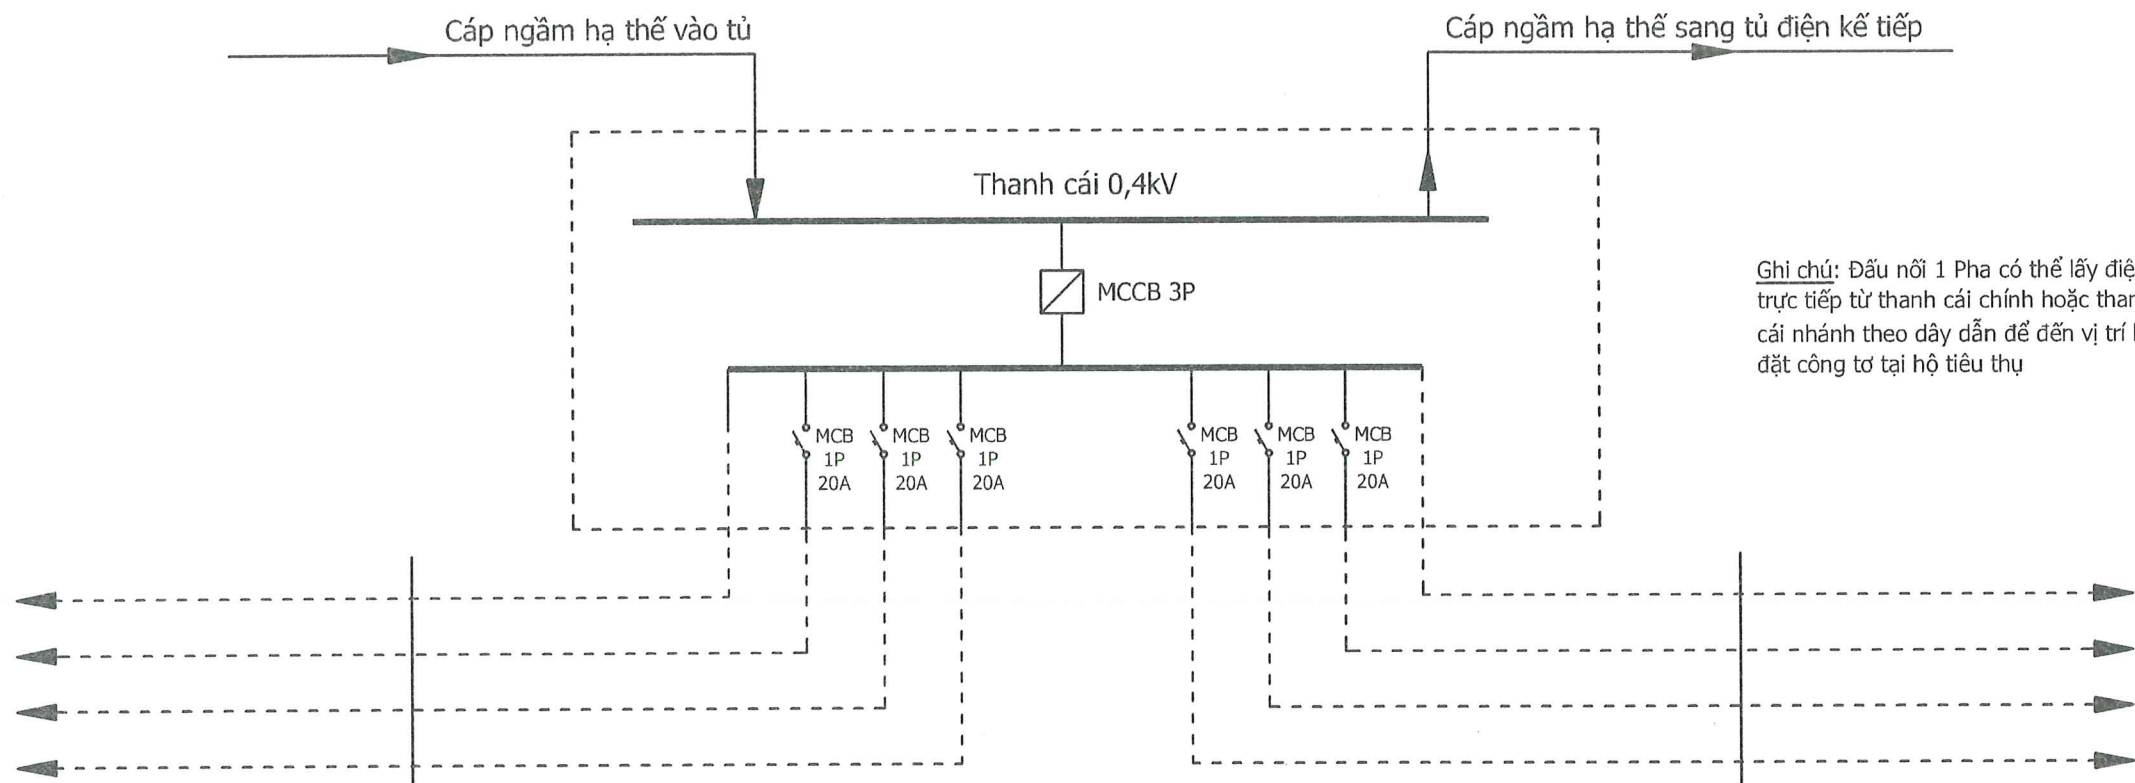 Cáp ngầm hạ thế vào tủ
Cáp ngầm hạ thế sang tủ điện kế tiếp
Thanh cái 0,4kV
MCCB 3P
Ghi chú: Đấu nối 1 Pha có thể lấy
trực tiếp từ thanh cái chính hoặc
cái nhánh theo dây dẫn để đến vị trí
đặt công tơ tại hộ tiêu thụ
MCB
1P
20A
MCB
1P
20A
MCB
1P
20A
MCB
1P
20A
MCB
1P
20A
MCB
1P
20A